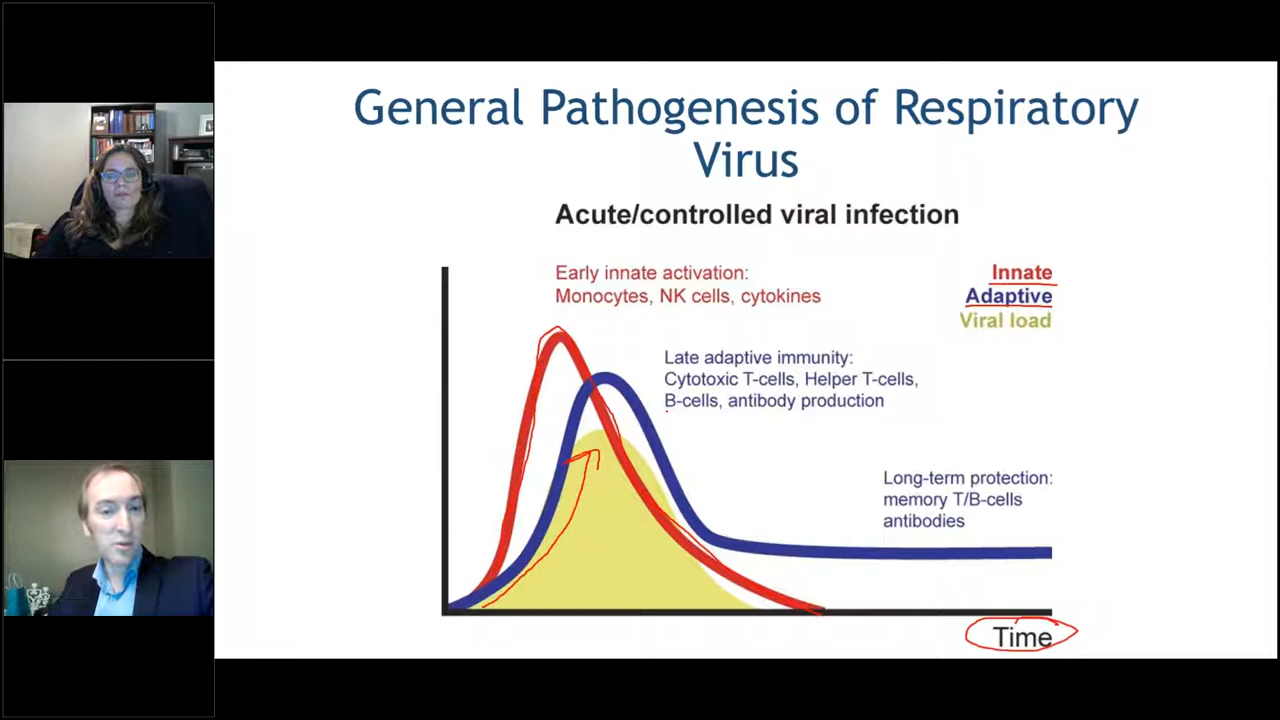 General Pathogenesis of Respiratory
Virus
Acute/controlled viral infection
Early innate activation:
Monocytes, NK cells, cytokines
Innate
Adaptive
Viral load
Late adaptive immunity:
Cytotoxic T-cells, Helper T-cells,
B-cells, antibody production
Long-term protection:
memory T/B-cells
antibodies
Time